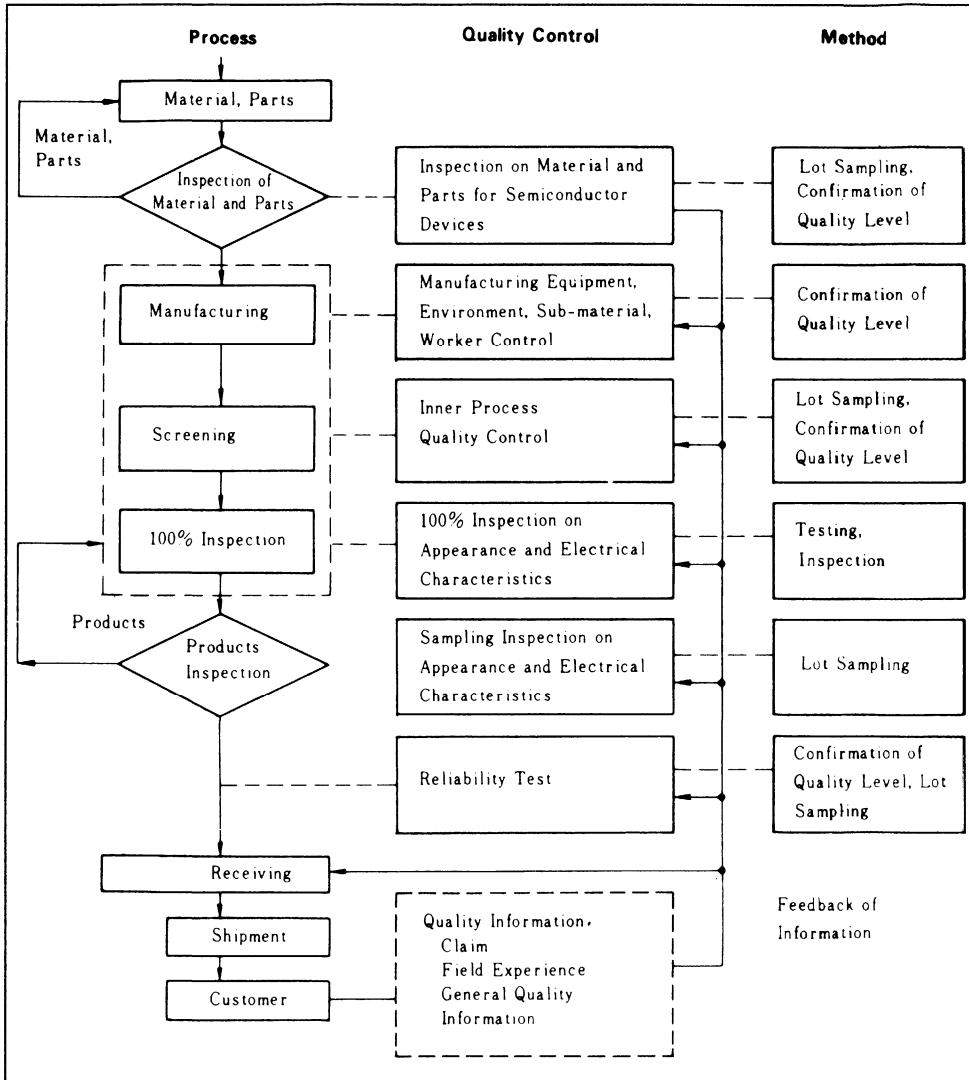 Process
Quality Control
Method
Material, Parts
Material,
Parts
Inspection of
Material and Parts
Inspection on Material and
Parts for Semiconductor
Devices
Lot Sampling,
Confirmation of
Quality Level
Manufacturing
Manufacturing Equipment,
Environment, Sub-material,
Worker Control
Confirmation of
Quality Level
Screening
Inner Process
Quality Control
Lot Sampling,
Confirmation of
Quality Level
100% Inspection
100% Inspection on
Appearance and Electrical
Characteristics
Testing,
Inspection
Products
Products
Inspection
Sampling Inspection on
Appearance and Electrical
Characteristics
Lot Sampling
Reliability Test
Confirmation of
Quality Level, Lot
Sampling
Receiving
Shipment
Customer
Quality Information.
Claim
Field Experience
General Quality
Information
Feedback of
Information